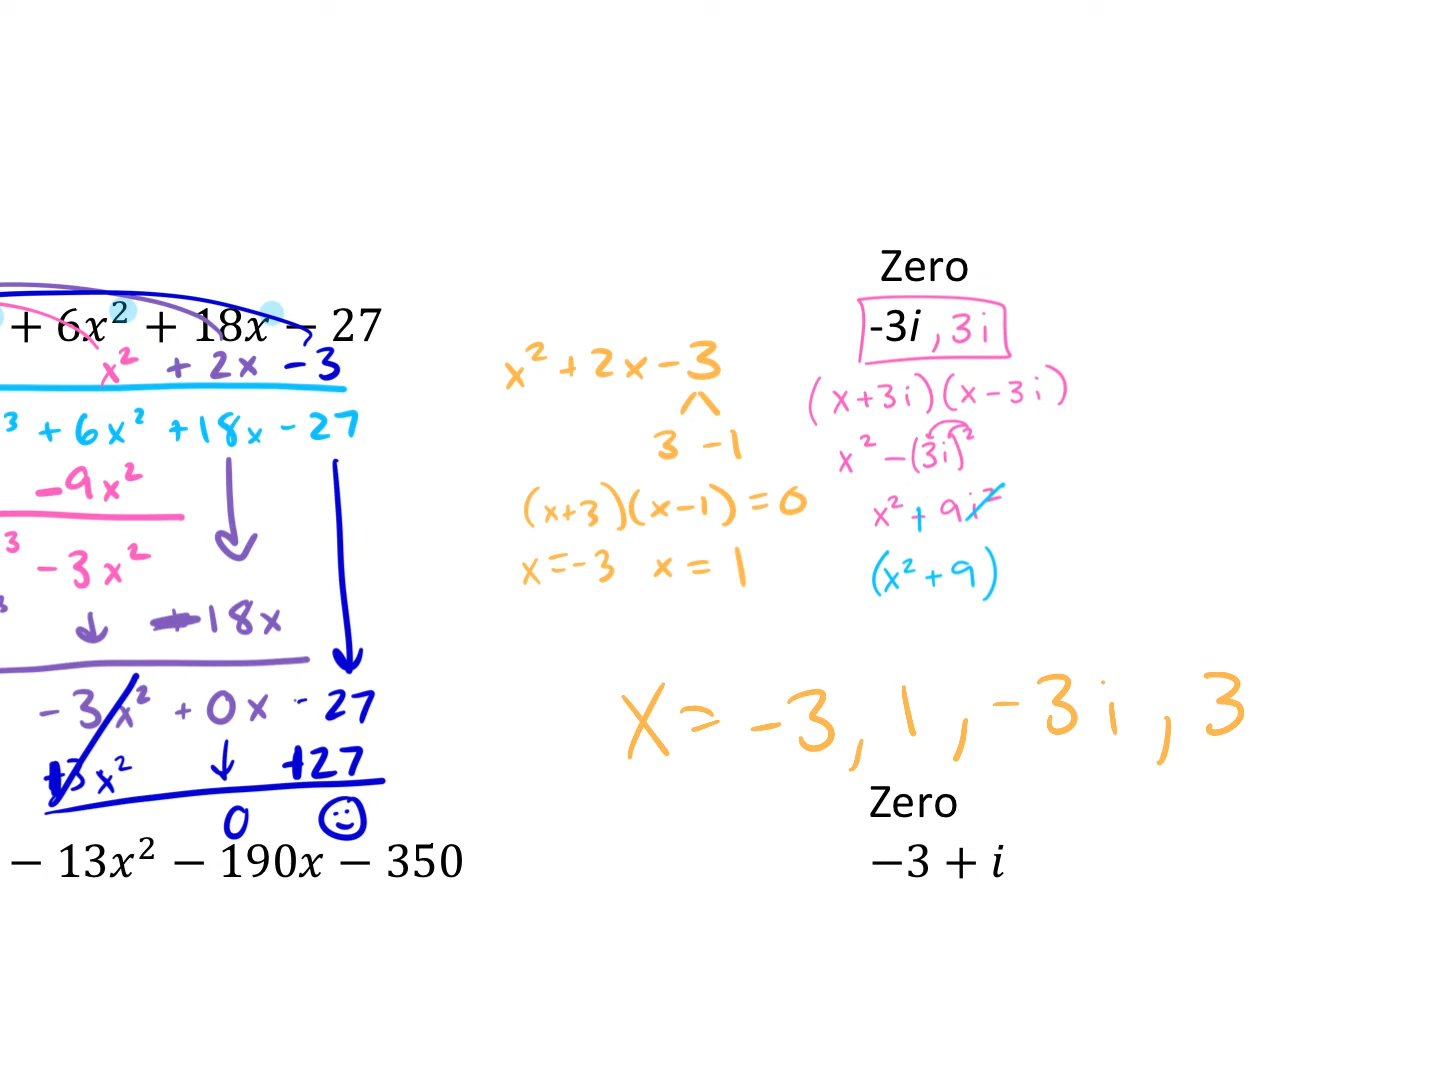 Zero
+ 6x² + 18x − 27
-3i , 3i
x² + 2x − 3
x² + 2x − 3
(x+3i)(x−3i)
³ + 6x² + 18x − 27
3 −1
x² − (3i)²
−9x²
(x+3)(x−1) = 0
x² + 9i²
³ − 3x²
x = −3 x = 1
(x² + 9)
³
18x
−3x² + 0x − 27
X = −3, 1, −3i, 3
+3x² +27
Zero
0
− 13x² − 190x − 350
−3 + i